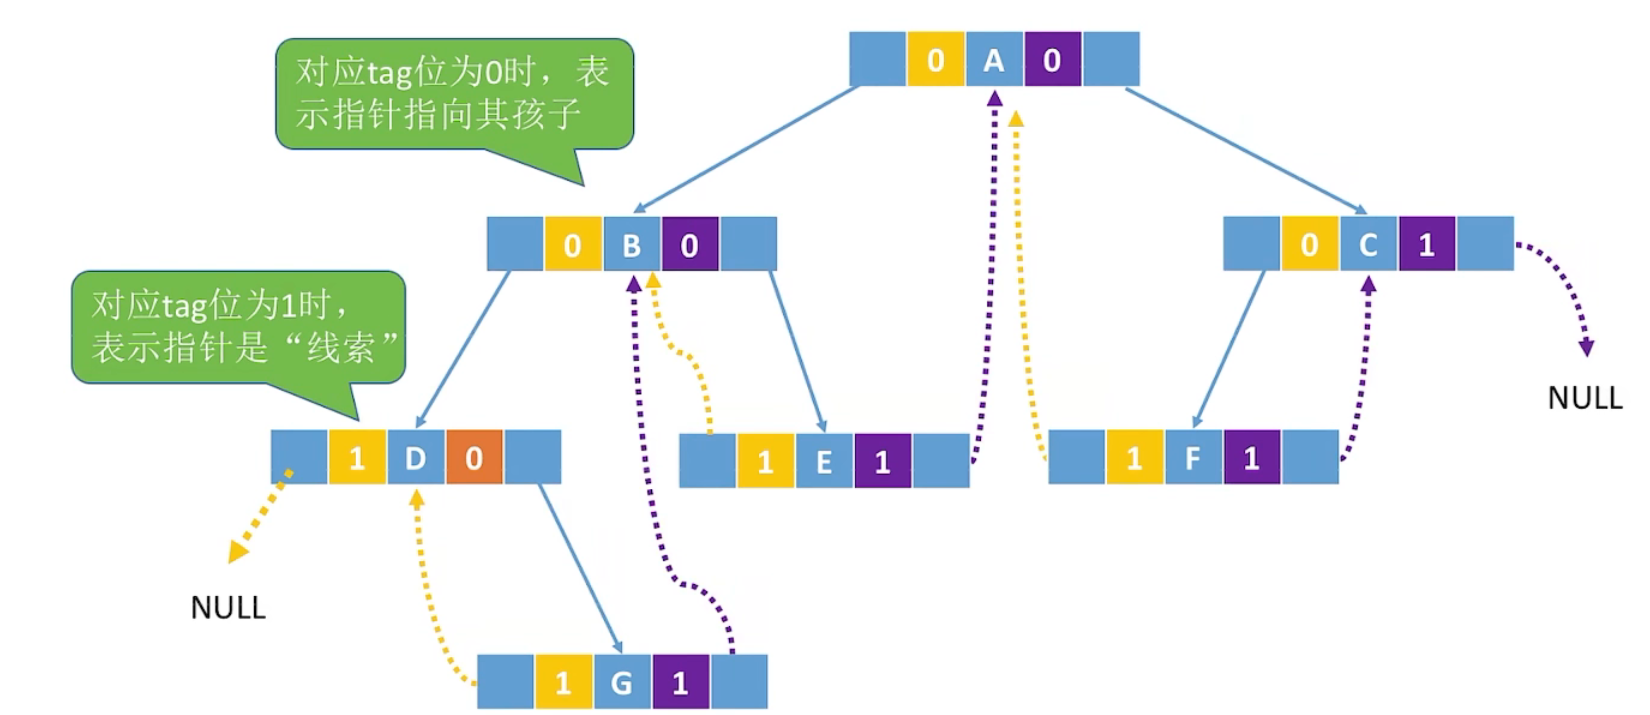 对应tag位为0时，表
示指针指向其孩子
0 A 0
0 B 0
0 C 1
对应tag位为1时，
表示指针是“线索”
NULL
1 D 0
1 E 1
1 F 1
NULL
1 G 1